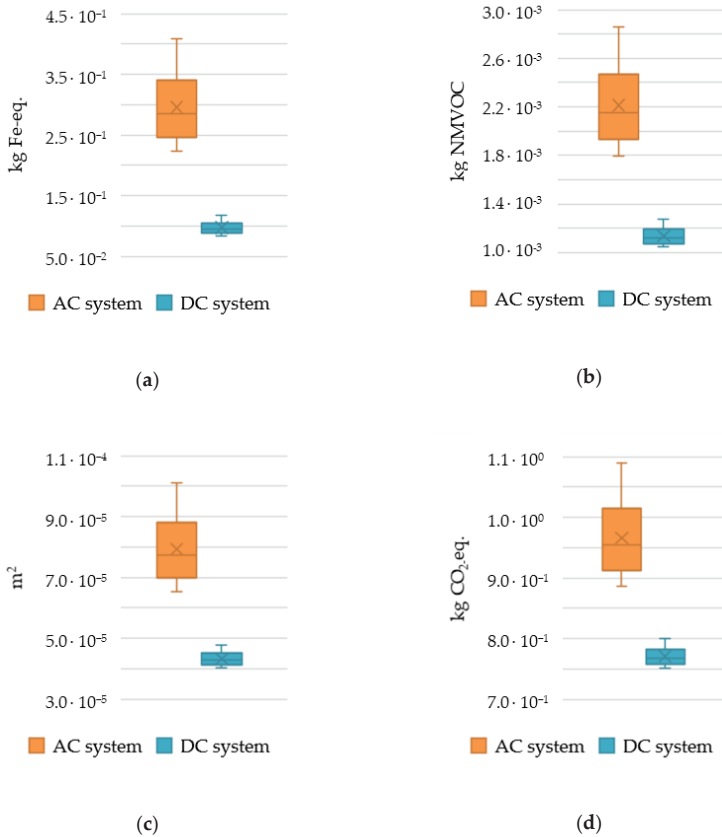 4.5· 10⁻¹
3.5· 10⁻¹
2.5· 10⁻¹
1.5· 10⁻¹
5.0· 10⁻²
kg Fe-eq.
AC system DC system
(a)
3.0· 10⁻³
2.6· 10⁻³
2.2· 10⁻³
1.8· 10⁻³
1.4· 10⁻³
1.0· 10⁻³
kg NMVOC
AC system DC system
(b)
1.1· 10⁻⁴
9.0· 10⁻⁵
7.0· 10⁻⁵
5.0· 10⁻⁵
3.0· 10⁻⁵
m²
AC system DC system
(c)
1.1· 10⁰
1.0· 10⁰
9.0· 10⁻¹
8.0· 10⁻¹
7.0· 10⁻¹
kg CO₂-eq.
AC system DC system
(d)